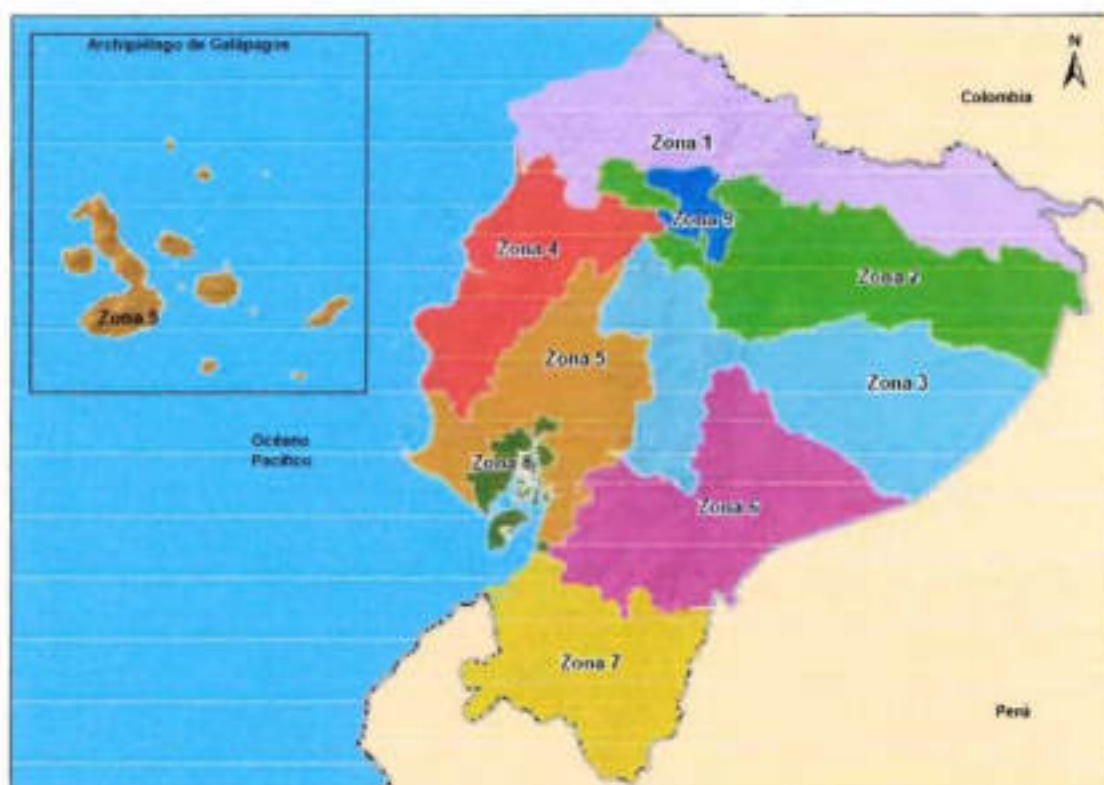 Archipiélago de Galápagos
N
Colombia
Zona 1
Zona 9
Zona 4
Zona 2
Zona 5
Zona 5
Zona 3
Océano
Pacífico
Zona 8
Zona 6
Zona 7
Perú